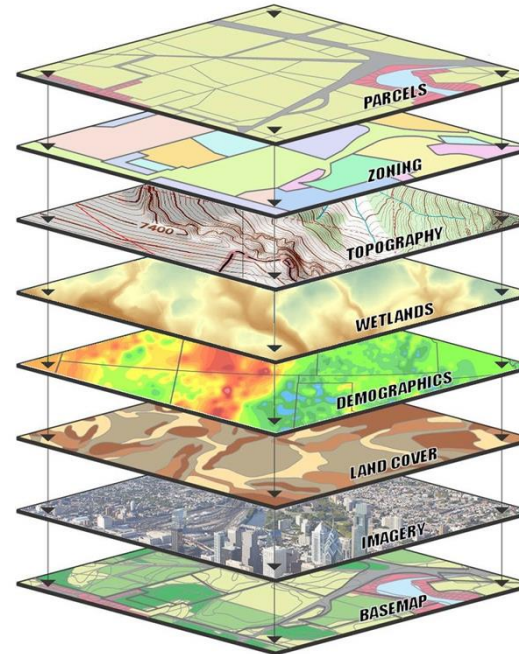 PARCELS
ZONING
7400
TOPOGRAPHY
WETLANDS
DEMOGRAPHICS
LAND COVER
IMAGERY
BASEMAP